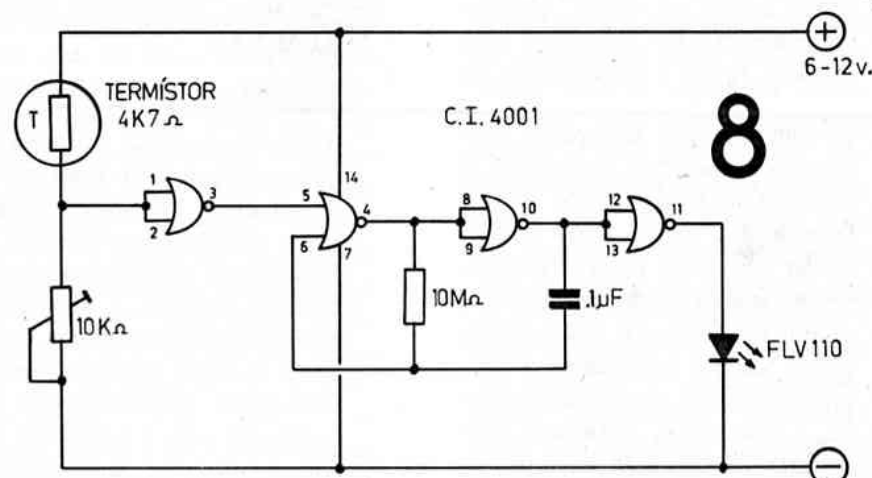 6-12v.
TERMÍSTOR
4K7Ω
T
C.I. 4001
8
1
2
3
14
5
6
4
7
8
9
10
12
13
11
10KΩ
10MΩ
.1µF
FLV110